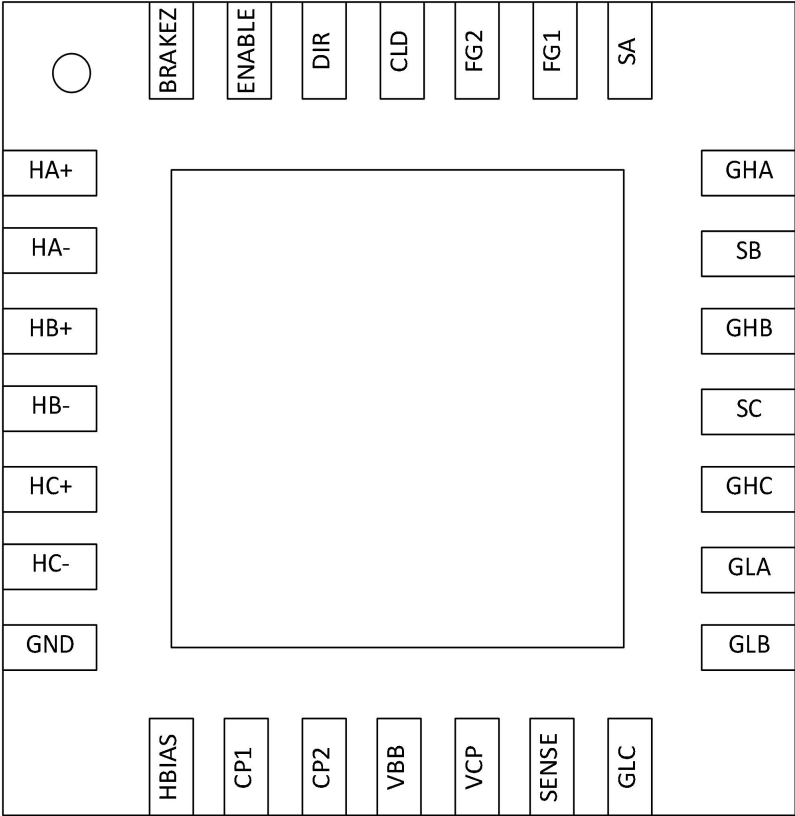 BRAKEZ
ENABLE
DIR
CLD
FG2
FG1
SA
HA+
GHA
HA-
SB
HB+
GHB
HB-
SC
HC+
GHC
HC-
GLA
GND
GLB
HBIAS
CP1
CP2
VBB
VCP
SENSE
GLC